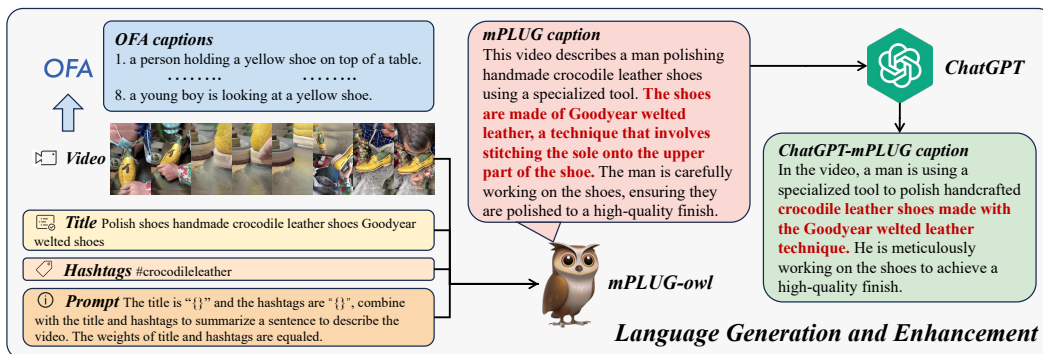 OFA captions
1. a person holding a yellow shoe on top of a table.
........ ........
8. a young boy is looking at a yellow shoe.
OFA
Video
Title Polish shoes handmade crocodile leather shoes Goodyear
welted shoes
Hashtags #crocodileleather
Prompt The title is “{}” and the hashtags are “{}”, combine
with the title and hashtags to summarize a sentence to describe the
video. The weights of title and hashtags are equaled.
mPLUG caption
This video describes a man polishing
handmade crocodile leather shoes
using a specialized tool. The shoes
are made of Goodyear welted
leather, a technique that involves
stitching the sole onto the upper
part of the shoe. The man is carefully
working on the shoes, ensuring they
are polished to a high-quality finish.
mPLUG-owl
ChatGPT
ChatGPT-mPLUG caption
In the video, a man is using a
specialized tool to polish handcrafted
crocodile leather shoes made with
the Goodyear welted leather
technique. He is meticulously
working on the shoes to achieve a
high-quality finish.
Language Generation and Enhancement